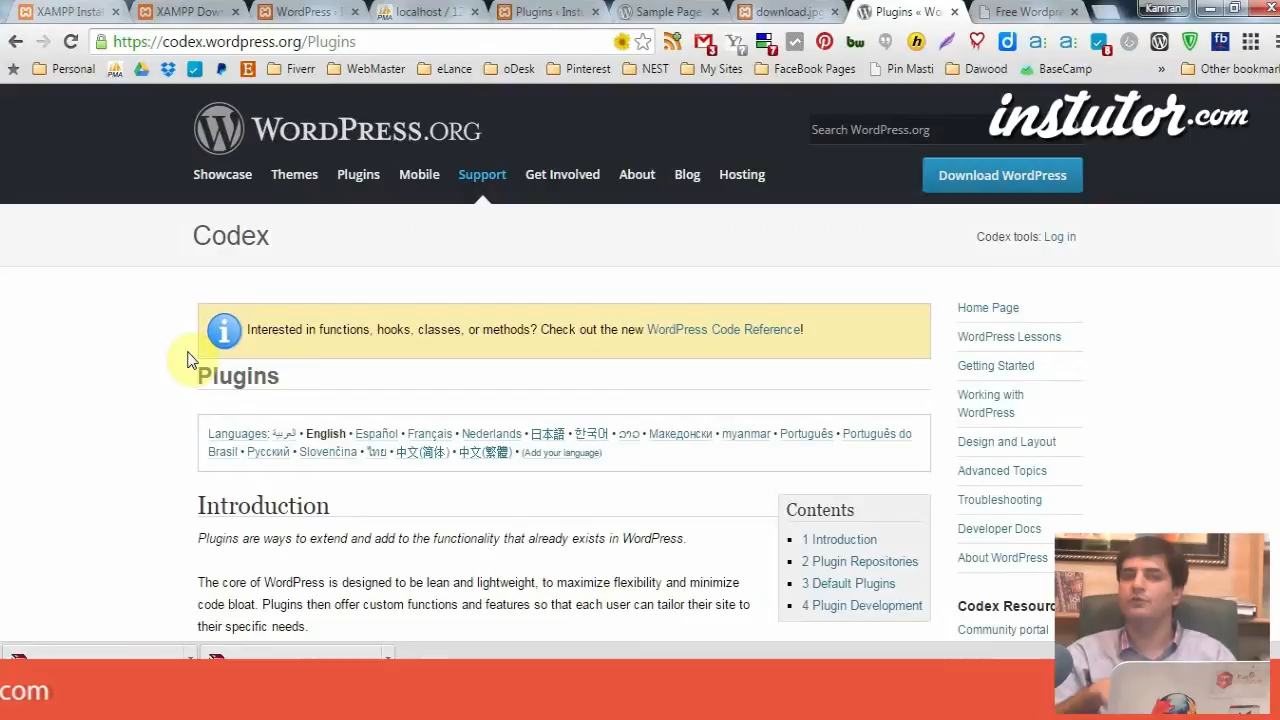 XAMPP Instal
XAMPP Dow
WordPress ‹
localhost / 12
Plugins ‹ Inst
Sample Page
download.jpg
Plugins « Wo
Free Wordpre
Kamran
https://codex.wordpress.org/Plugins
Personal
Fiverr
WebMaster
eLance
oDesk
Pinterest
NEST
My Sites
FaceBook Pages
Pin Masti
Dawood
BaseCamp
»
Other bookmar
WORDPRESS.ORG
Search WordPress.org
instutor.com
Showcase Themes Plugins Mobile Support Get Involved About Blog Hosting
Download WordPress
Codex
Codex tools: Log in
Interested in functions, hooks, classes, or methods? Check out the new WordPress Code Reference!
Plugins
Languages: العربية • English • Español • Français • Nederlands • 日本語 • 한국어 • ລາວ • Македонски • myanmar • Português • Português do
Brasil • Русский • Slovenčina • ไทย • 中文(简体) • 中文(繁體) • (Add your language)
Introduction
Plugins are ways to extend and add to the functionality that already exists in WordPress.
The core of WordPress is designed to be lean and lightweight, to maximize flexibility and minimize
code bloat. Plugins then offer custom functions and features so that each user can tailor their site to
their specific needs.
Contents
1 Introduction
2 Plugin Repositories
3 Default Plugins
4 Plugin Development
Home Page
WordPress Lessons
Getting Started
Working with
WordPress
Design and Layout
Advanced Topics
Troubleshooting
Developer Docs
About WordPress
Codex Resour
Community portal
com